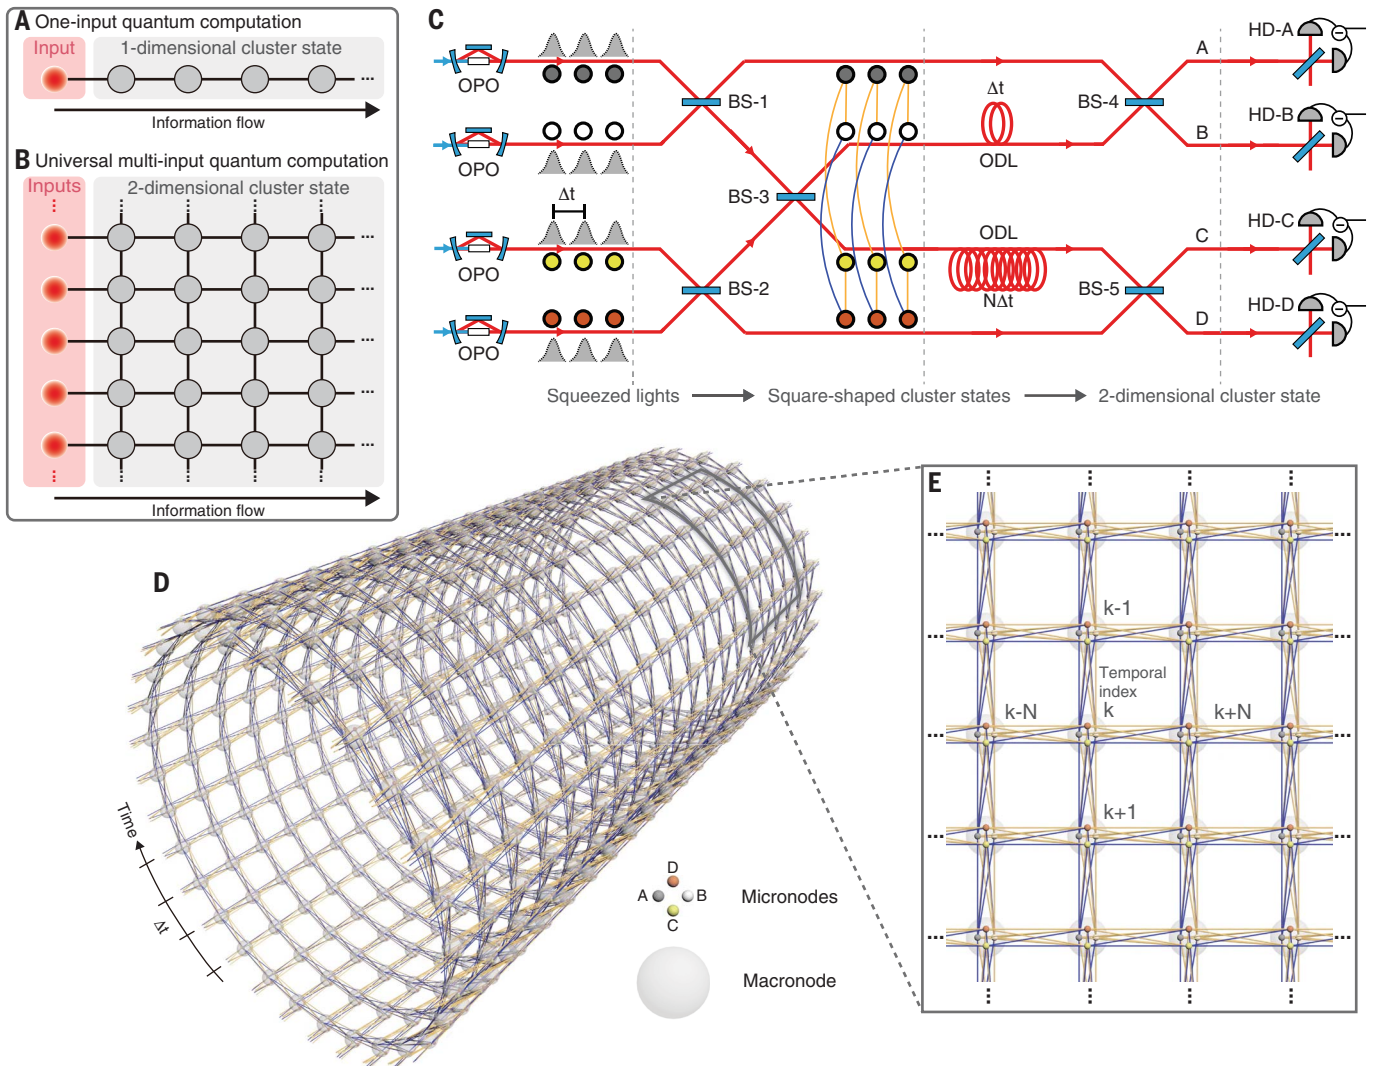 A One-input quantum computation
Input
1-dimensional cluster state
...
Information flow
B Universal multi-input quantum computation
Inputs
2-dimensional cluster state
...
...
...
...
...
Information flow
C
OPO
OPO
Δt
OPO
OPO
BS-1
BS-2
BS-3
Δt
ODL
ODL
NΔt
BS-4
BS-5
A
B
C
D
HD-A
HD-B
HD-C
HD-D
Squeezed lights
Square-shaped cluster states
2-dimensional cluster state
D
Time
Δt
D
A
B
C
Micronodes
Macronode
E
k-1
Temporal
index
k-N
k
k+N
k+1